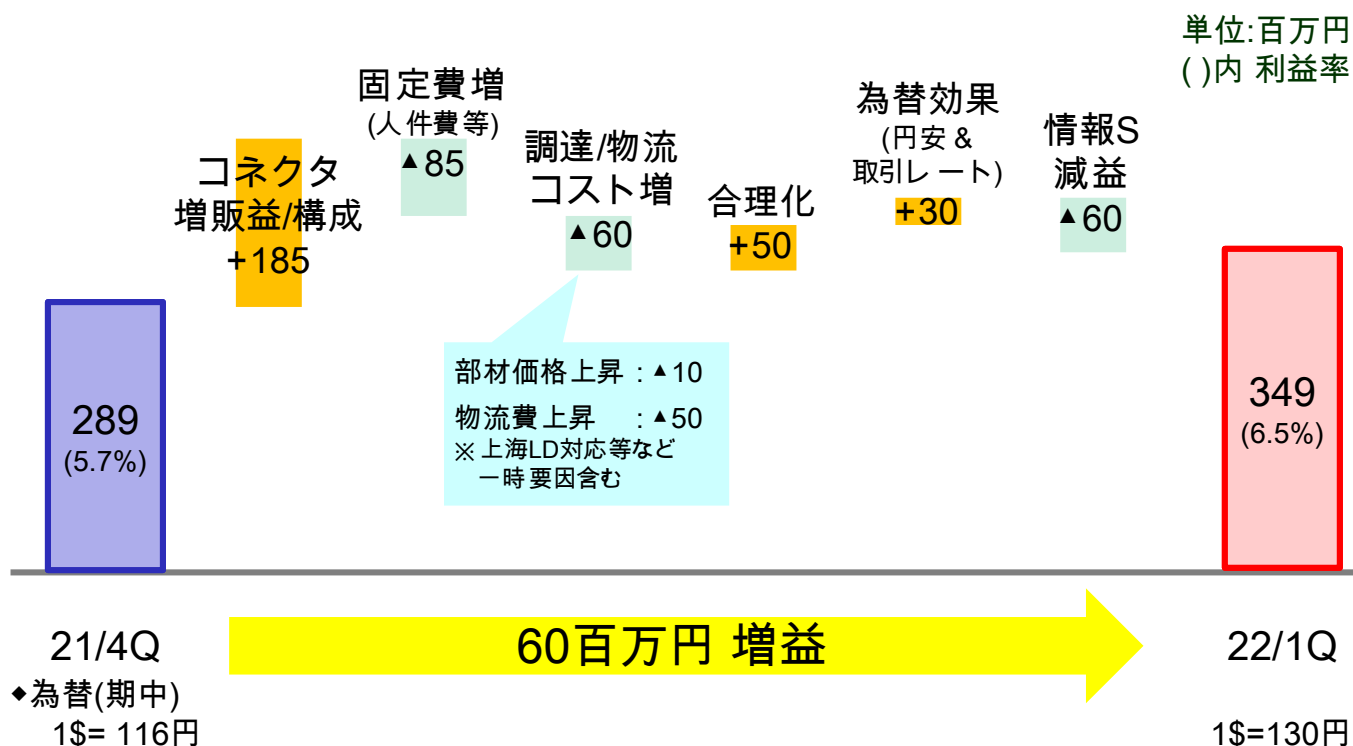 単位:百万円
( )内 利益率
コネクタ
増販益/構成
+185
固定費増
(人件費等)
▲85
調達/物流
コスト増
▲60
合理化
+50
為替効果
(円安 &
取引レート)
+30
情報S
減益
▲60
部材価格上昇 : ▲10
物流費上昇 : ▲50
※ 上海LD対応等など
一時要因含む
289
(5.7%)
349
(6.5%)
21/4Q
60百万円 増益
22/1Q
◆為替(期中)
1$= 116円
1$=130円